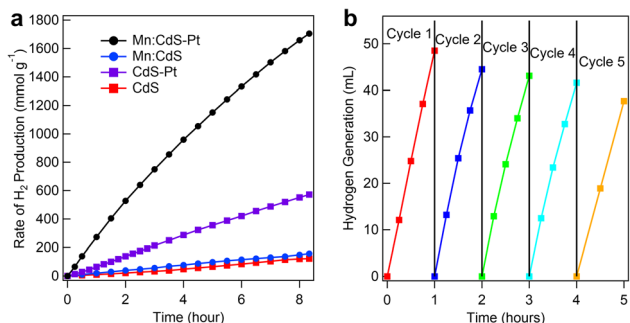 a
1800
1600
1400
1200
1000
800
600
400
200
0
Rate of H₂ Production (mmol g⁻¹)
Mn:CdS-Pt
Mn:CdS
CdS-Pt
CdS
0
2
4
6
8
Time (hour)
b
50
40
30
20
10
0
Hydrogen Generation (mL)
Cycle 1
Cycle 2
Cycle 3
Cycle 4
Cycle 5
0
1
2
3
4
5
Time (hours)